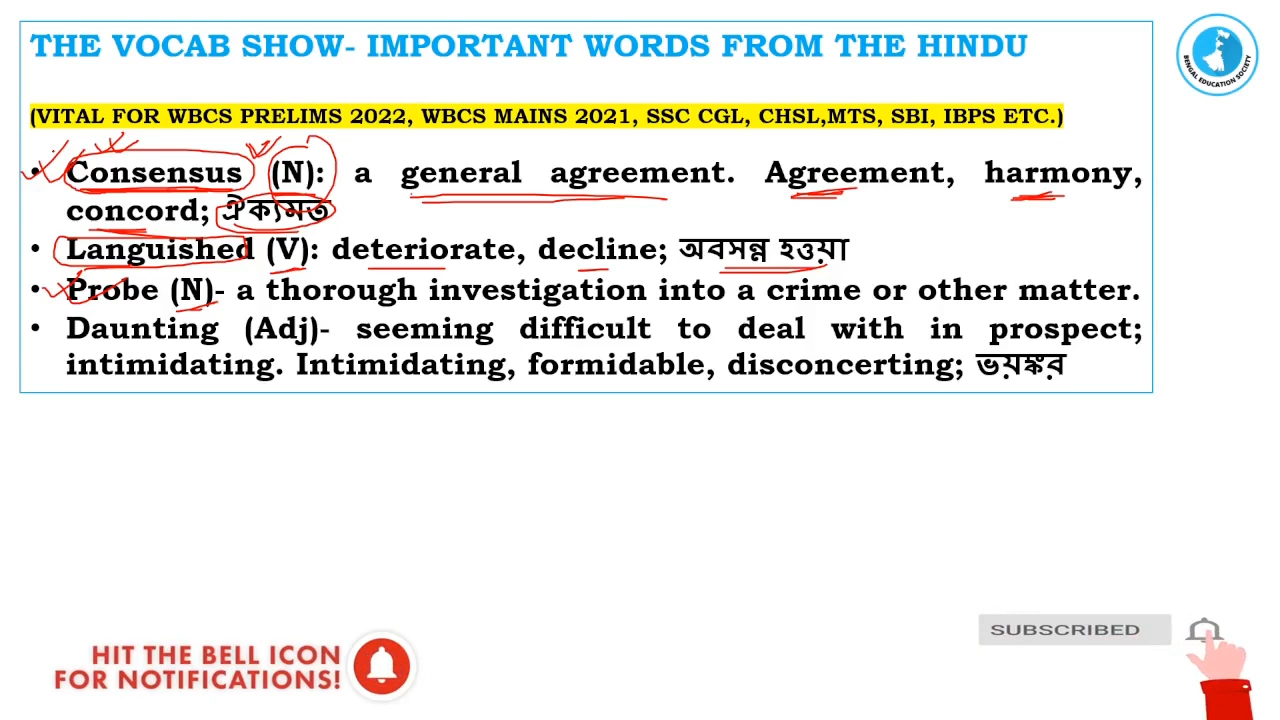 THE VOCAB SHOW- IMPORTANT WORDS FROM THE HINDU
(VITAL FOR WBCS PRELIMS 2022, WBCS MAINS 2021, SSC CGL, CHSL,MTS, SBI, IBPS ETC.)
• Consensus (N): a general agreement. Agreement, harmony,
concord; ঐক্যমত
• Languished (V): deteriorate, decline; অবসন্ন হওয়া
• Probe (N)- a thorough investigation into a crime or other matter.
• Daunting (Adj)- seeming difficult to deal with in prospect;
intimidating. Intimidating, formidable, disconcerting; ভয়ঙ্কর
BENGAL EDUCATION SOCIETY
SUBSCRIBED
HIT THE BELL ICON
FOR NOTIFICATIONS!